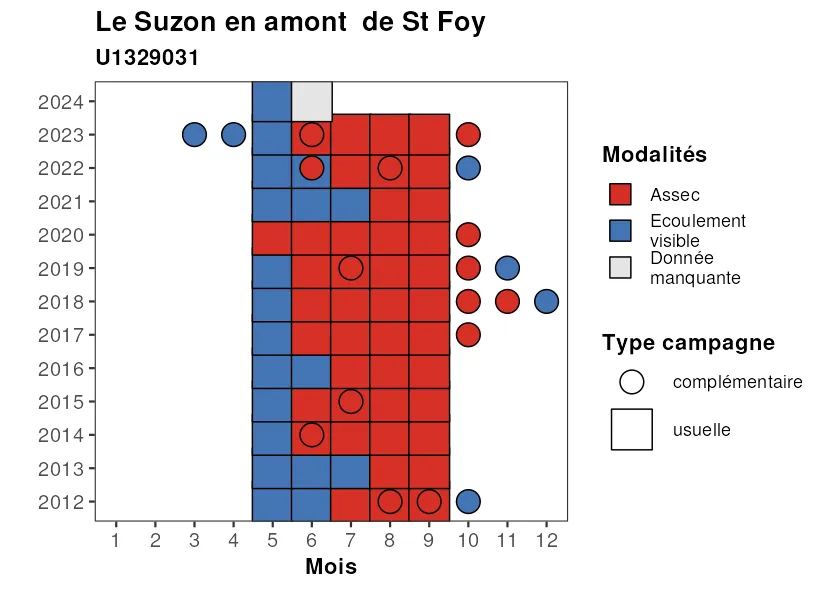 Le Suzon en amont  de St Foy
U1329031
2024
2023
2022
2021
2020
2019
2018
2017
2016
2015
2014
2013
2012
1 2 3 4 5 6 7 8 9 10 11 12
Mois
Modalités
Assec
Ecoulement
visible
Donnée
manquante
Type campagne
complémentaire
usuelle